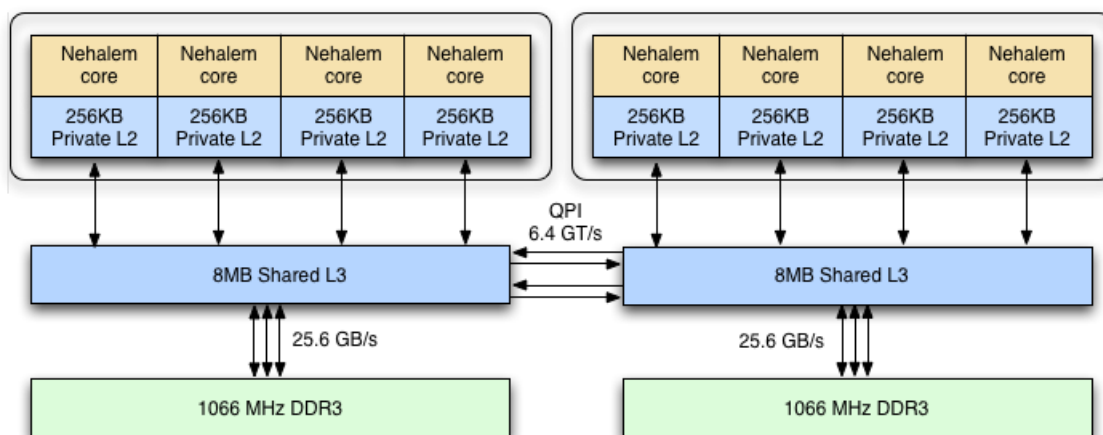 Nehalem
core
Nehalem
core
Nehalem
core
Nehalem
core
256KB
Private L2
256KB
Private L2
256KB
Private L2
256KB
Private L2
Nehalem
core
Nehalem
core
Nehalem
core
Nehalem
core
256KB
Private L2
256KB
Private L2
256KB
Private L2
256KB
Private L2
QPI
6.4 GT/s
8MB Shared L3
8MB Shared L3
25.6 GB/s
25.6 GB/s
1066 MHz DDR3
1066 MHz DDR3